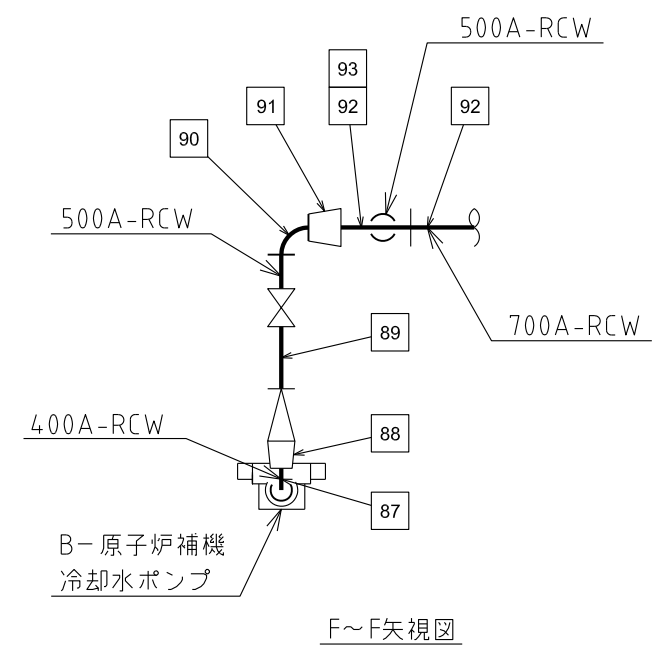 500A-RCW
93
91
92
92
90
500A-RCW
700A-RCW
89
400A-RCW
88
87
B－原子炉補機
冷却水ポンプ
F～F矢視図